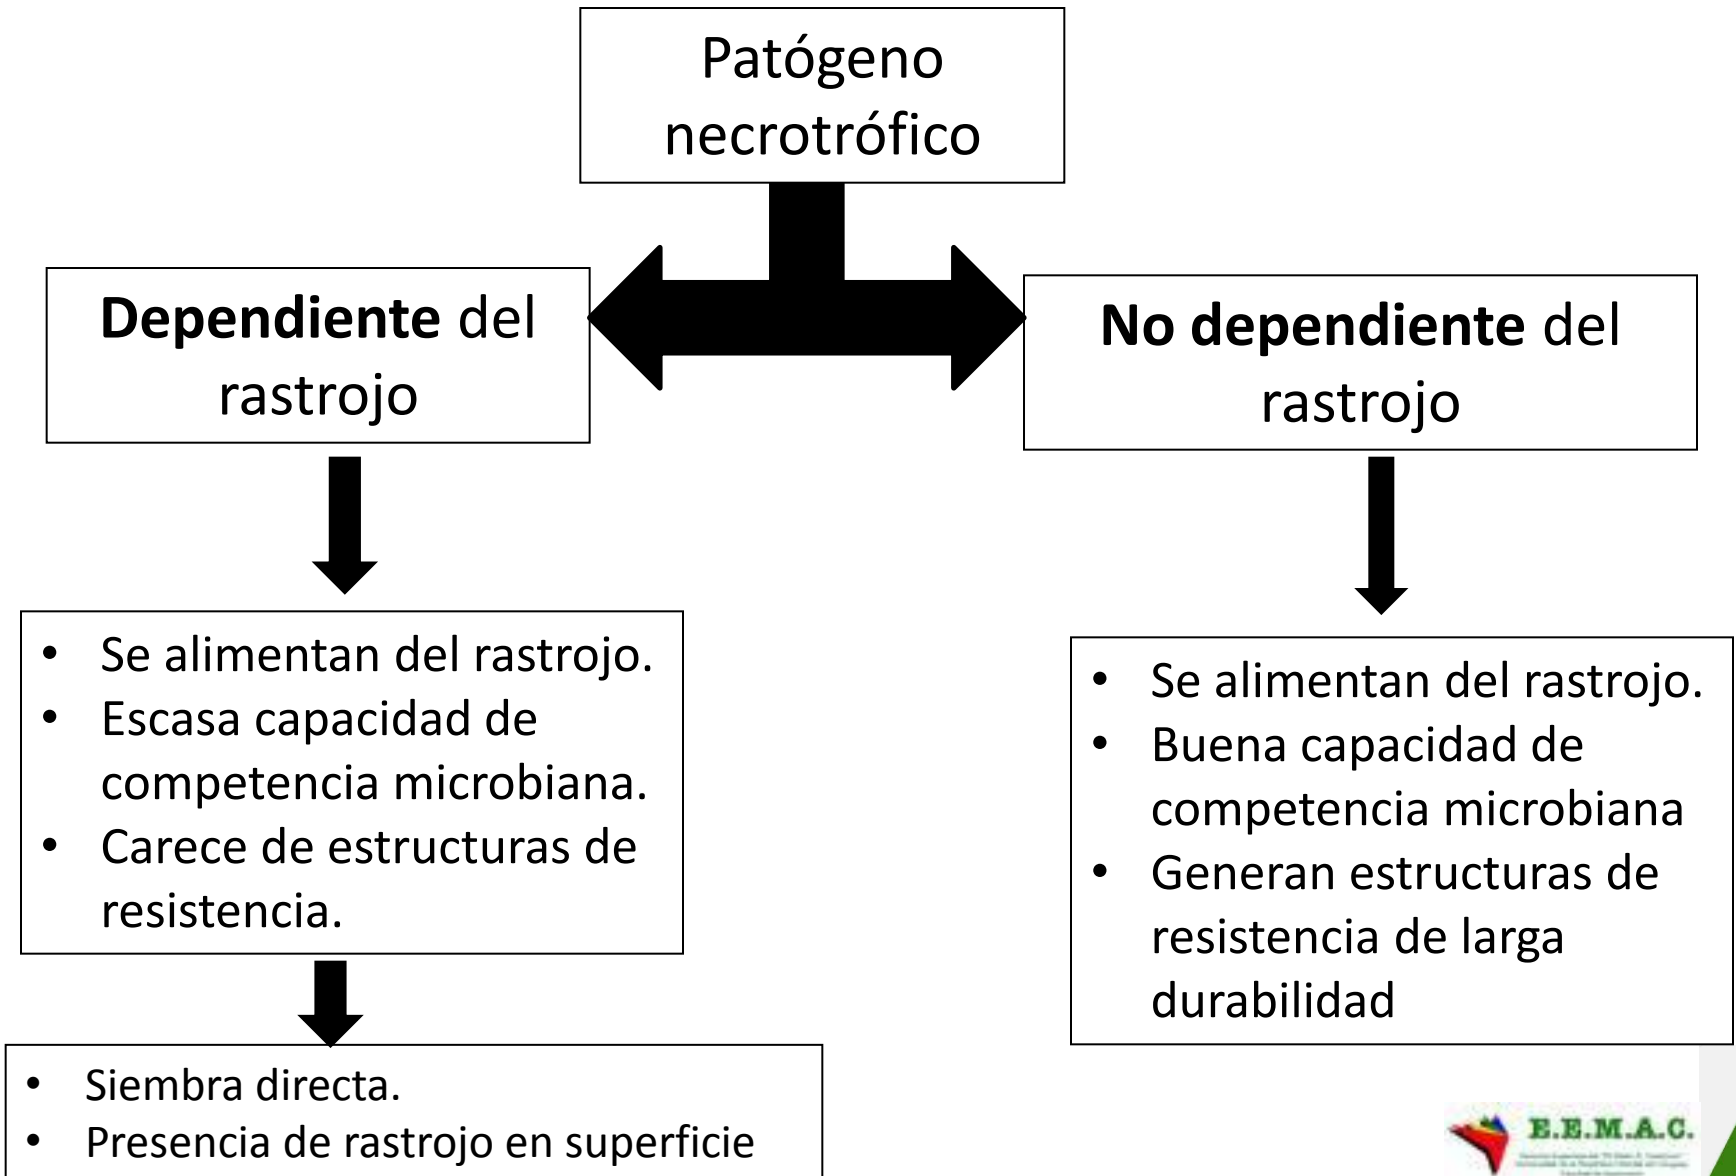 Patógeno
necrotrófico
Dependiente del
rastrojo
No dependiente del
rastrojo
• Se alimentan del rastrojo.
• Escasa capacidad de
competencia microbiana.
• Carece de estructuras de
resistencia.
• Se alimentan del rastrojo.
• Buena capacidad de
competencia microbiana
• Generan estructuras de
resistencia de larga
durabilidad
• Siembra directa.
• Presencia de rastrojo en superficie
E.E.M.A.C.